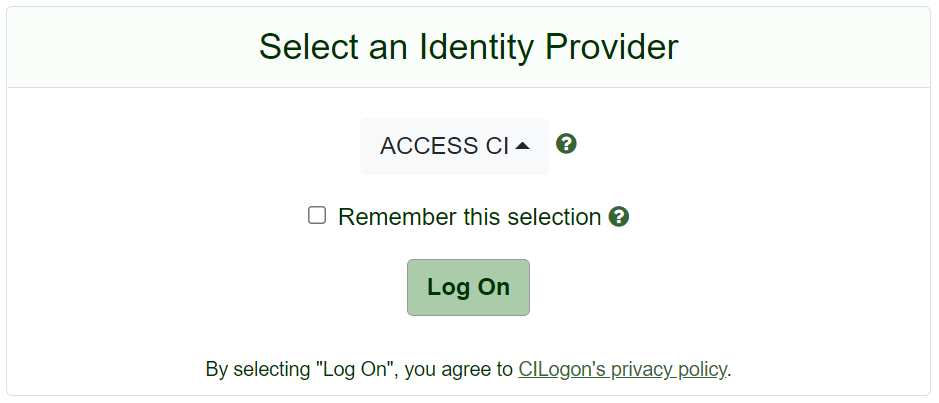 Select an Identity Provider
ACCESS CI
Remember this selection
Log On
By selecting "Log On", you agree to CILogon's privacy policy.